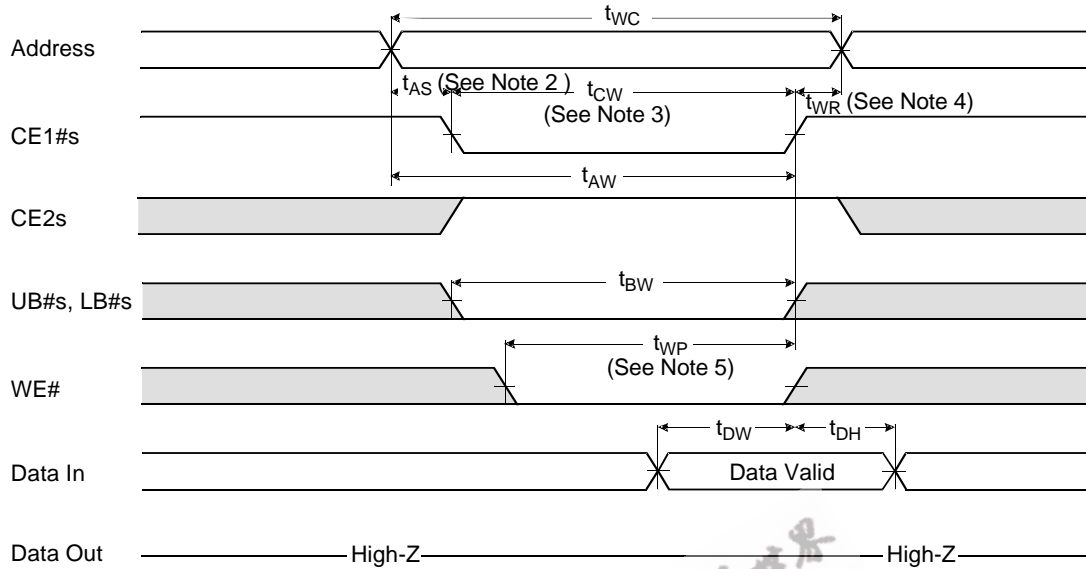 tWC
Address
tAS (See Note 2 )
tCW
(See Note 3)
tWR (See Note 4)
CE1#s
tAW
CE2s
tBW
UB#s, LB#s
tWP
(See Note 5)
WE#
tDW
tDH
Data In
Data Valid
Data Out
High-Z
High-Z